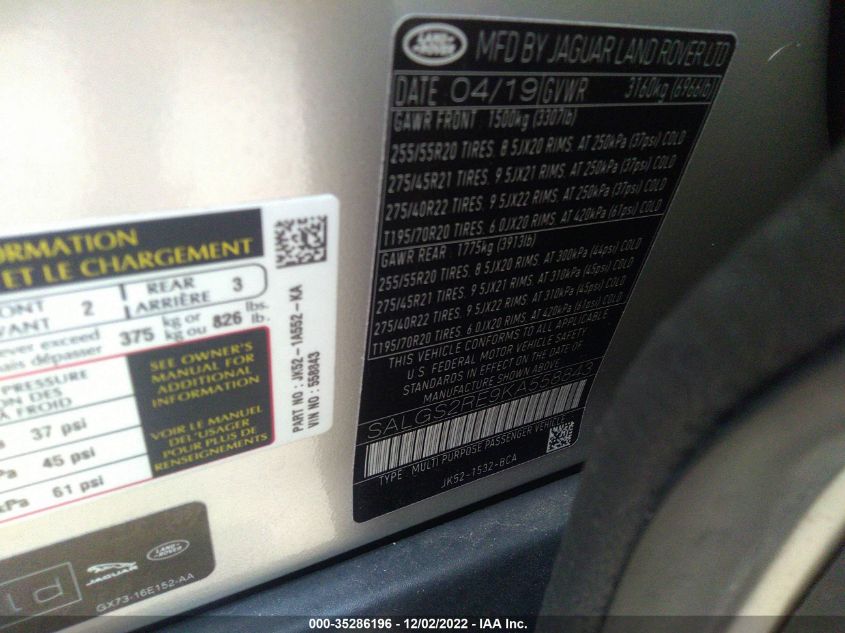 LAND ROVER
MFD BY JAGUAR LAND ROVER LTD
DATE 04/19 GVWR 3160kg (6966lb)
GAWR FRONT 1500kg (3307lb)
255/55R20 TIRES. 8 5JX20 RIMS. AT 250kPa (37psi) COLD
275/45R21 TIRES. 9 5JX21 RIMS. AT 250kPa (37psi) COLD
275/40R22 TIRES. 9 5JX22 RIMS. AT 250kPa (37psi) COLD
T195/70R20 TIRES. 6 0JX20 RIMS. AT 420kPa (61psi) COLD
GAWR REAR 1775kg (3913lb)
255/55R20 TIRES. 8 5JX20 RIMS. AT 300kPa (44psi) COLD
275/45R21 TIRES. 9 5JX21 RIMS. AT 310kPa (45psi) COLD
275/40R22 TIRES. 9 5JX22 RIMS. AT 310kPa (45psi) COLD
T195/70R20 TIRES. 6 0JX20 RIMS. AT 420kPa (61psi) COLD
THIS VEHICLE CONFORMS TO ALL APPLICABLE
U.S. FEDERAL MOTOR VEHICLE SAFETY
STANDARDS IN EFFECT ON THE DATE OF
MANUFACTURE SHOWN ABOVE
SALGS2RE9KA558843
TYPE: MULTI PURPOSE PASSENGER VEHICLE
JK52-1532-BCA
ET LE CHARGEMENT
2 REAR 3
ARRIÈRE
exceed 375 kg or 826 lbs.
dépasser kg ou lb.
SEE OWNER'S
MANUAL FOR
ADDITIONAL
INFORMATION
VOIR LE MANUEL
DE L'USAGER
POUR PLUS DE
RENSEIGNEMENTS
PRESSURE
DES
FROID
37 psi
45 psi
61 psi
PART NO : JK52-1A552-KA
VIN NO : 558843
P1
JAGUAR
LAND ROVER
GX73-16E152-AA
000-35286196 - 12/02/2022 - IAA Inc.